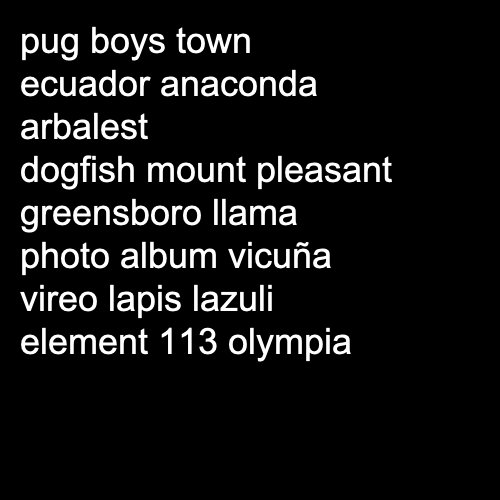 pug boys town
ecuador anaconda
arbalest
dogfish mount pleasant
greensboro llama
photo album vicuña
vireo lapis lazuli
element 113 olympia